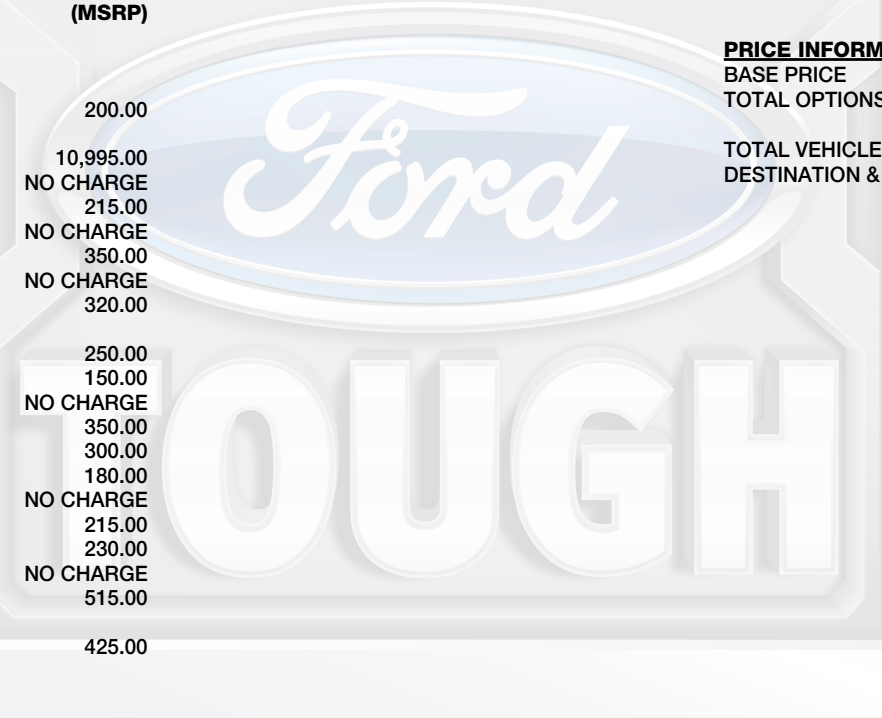 (MSRP)
200.00
10,995.00
NO CHARGE
215.00
NO CHARGE
350.00
NO CHARGE
320.00
250.00
150.00
NO CHARGE
350.00
300.00
180.00
NO CHARGE
215.00
230.00
NO CHARGE
515.00
425.00
PRICE INFORM
BASE PRICE
TOTAL OPTIONS
TOTAL VEHICLE
DESTINATION &
Ford
TOUGH